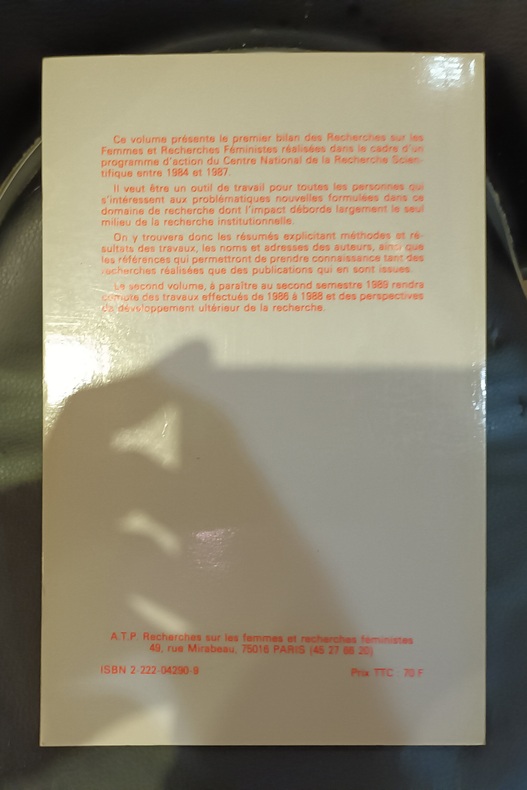 Ce volume présente le premier bilan des Recherches sur les
Femmes et Recherches Féministes réalisées dans le cadre d'un
programme d'action du Centre National de la Recherche Scien-
tifique entre 1984 et 1987.
Il veut être un outil de travail pour toutes les personnes qui
s'intéressent aux problématiques nouvelles formulées dans ce
domaine de recherche dont l'impact déborde largement le seul
milieu de la recherche institutionnelle.
On y trouvera donc les résumés explicitant méthodes et ré-
sultats des travaux, les noms et adresses des auteurs, ainsi que
les références qui permettront de prendre connaissance tant des
recherches réalisées que des publications qui en sont issues.
Le second volume, à paraître au second semestre 1989 rendra
compte des travaux effectués de 1986 à 1988 et des perspectives
de développement ultérieur de la recherche.
A.T.P. Recherches sur les femmes et recherches féministes
49, rue Mirabeau, 75016 PARIS (45 27 98 20)
ISBN 2-222-04290-9
Prix TTC : 70 F